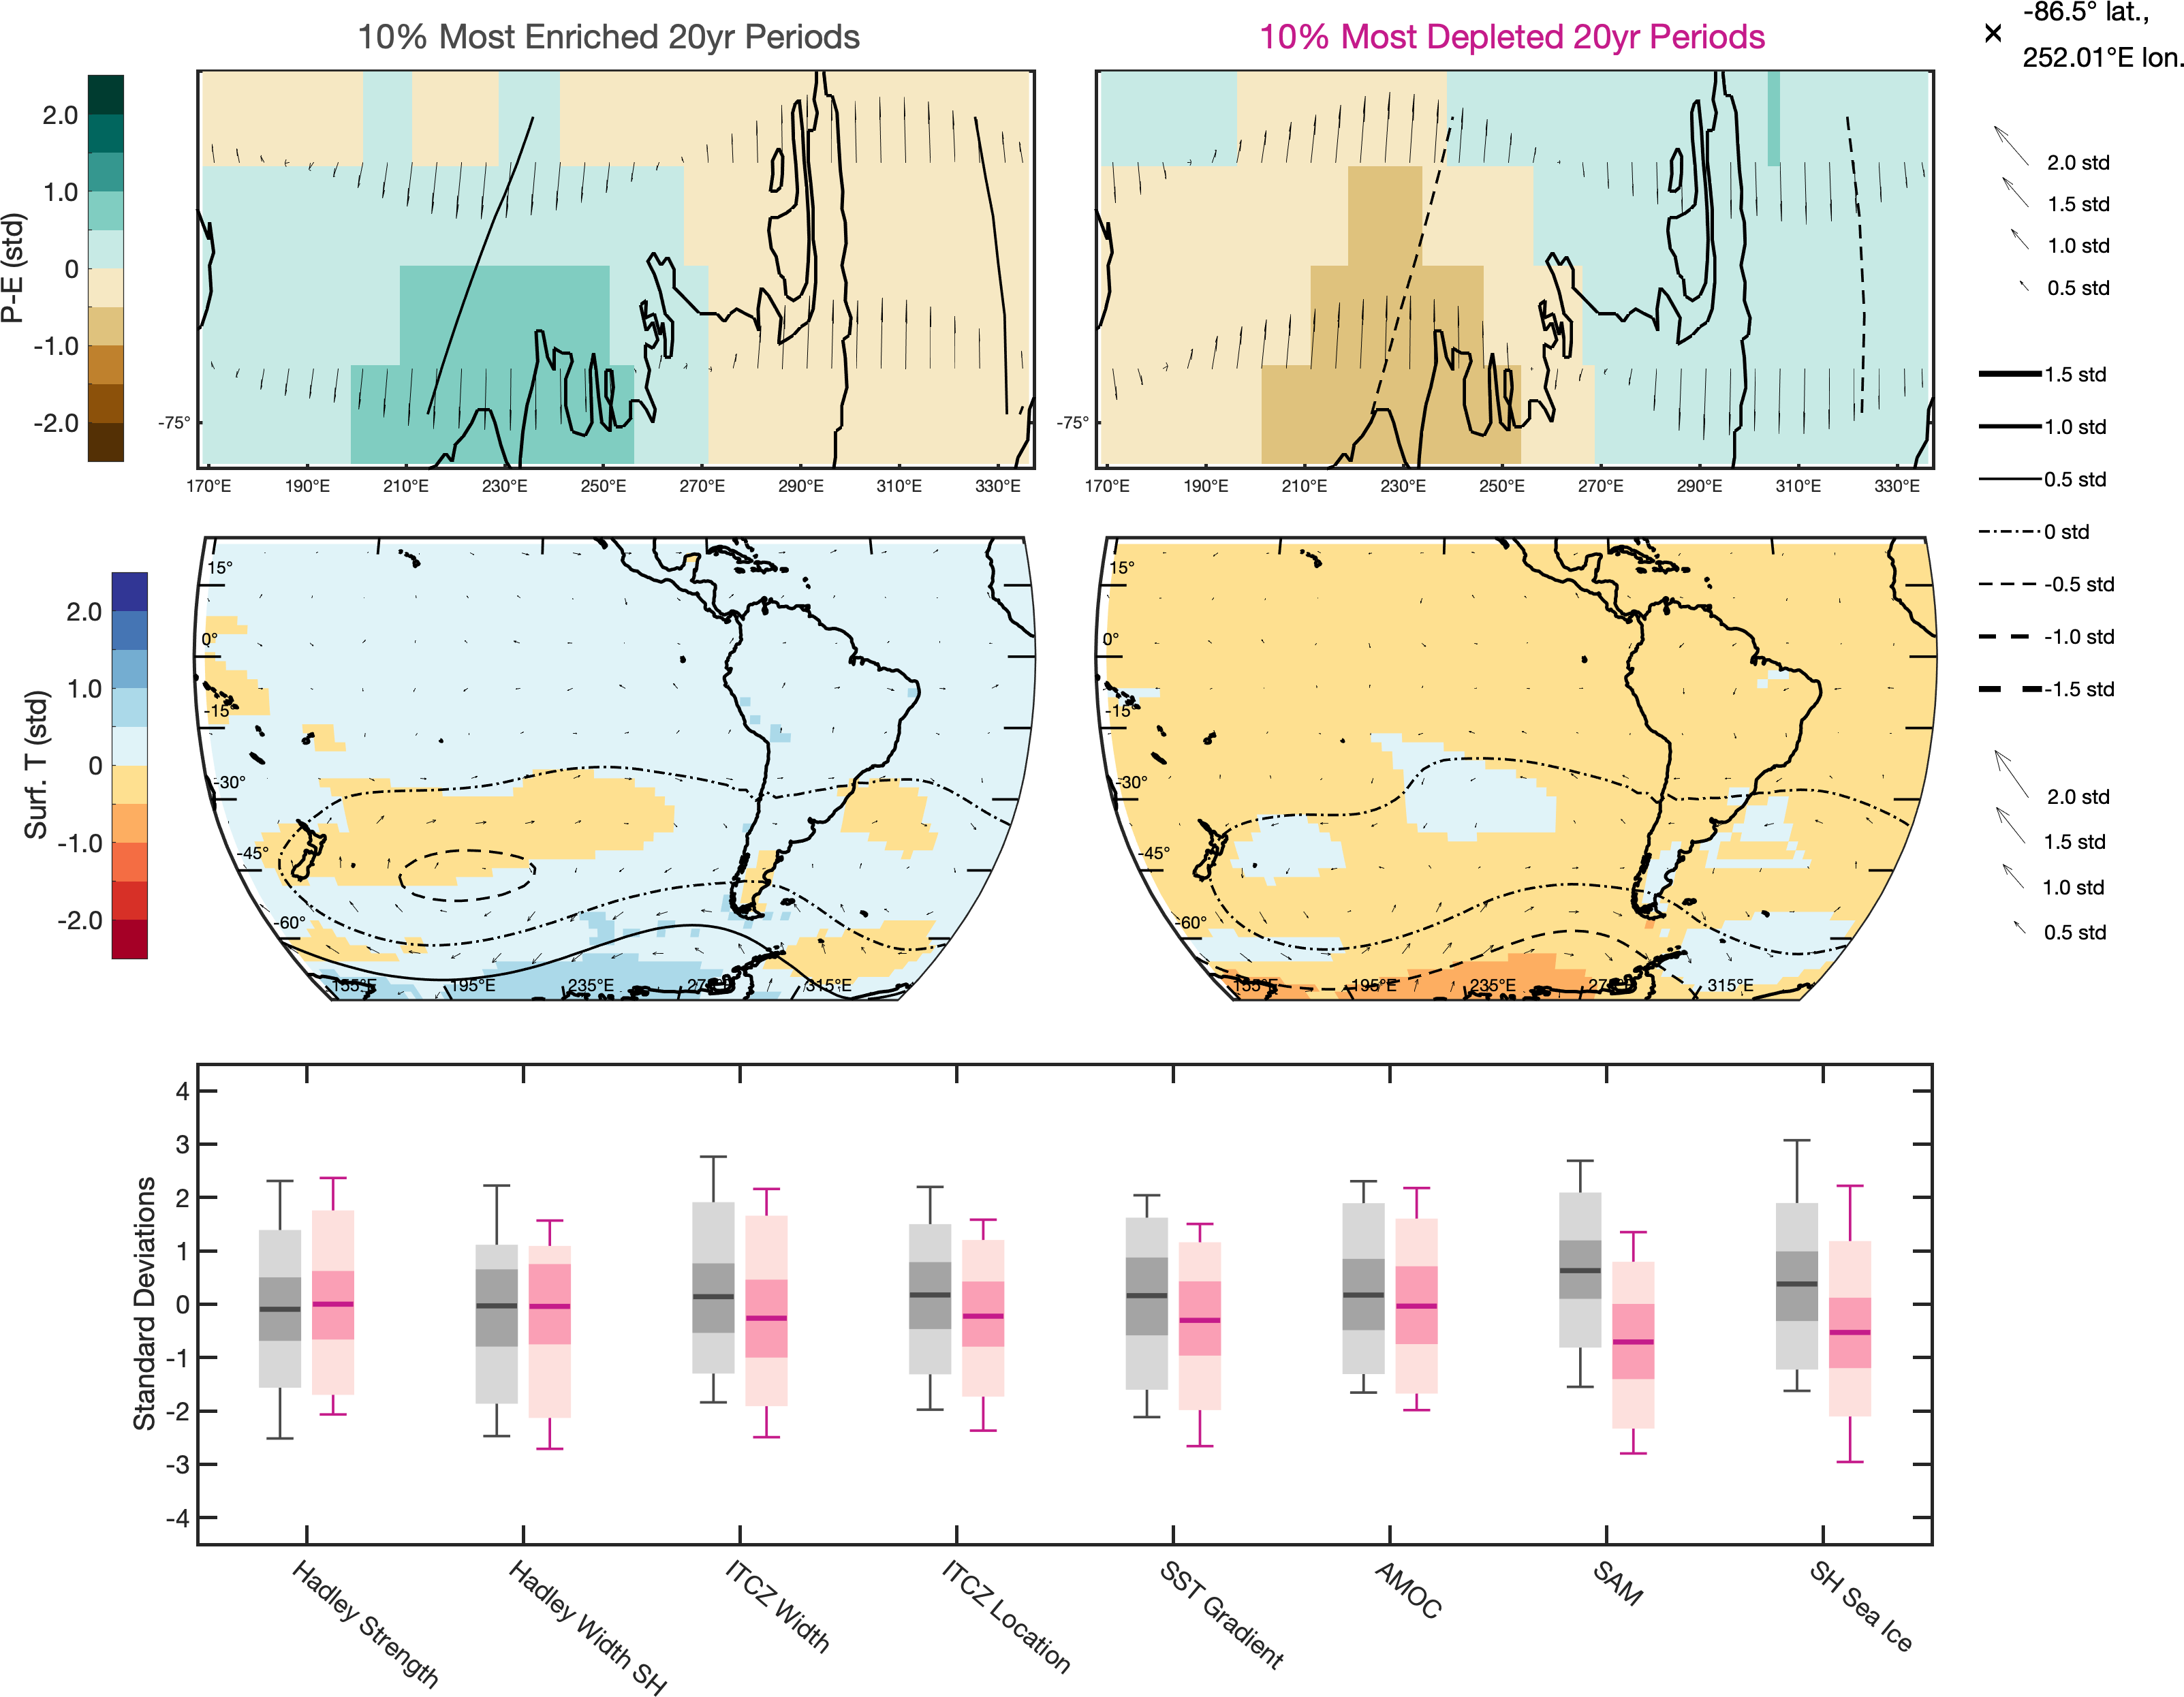 10% Most Enriched 20yr Periods
10% Most Depleted 20yr Periods
×
-86.5° lat.,
252.01°E lon.
P-E (std)
2.0
1.0
0
-1.0
-2.0
-75°
170°E
190°E
210°E
230°E
250°E
270°E
290°E
310°E
330°E
-75°
170°E
190°E
210°E
230°E
250°E
270°E
290°E
310°E
330°E
2.0 std
1.5 std
1.0 std
0.5 std
1.5 std
1.0 std
0.5 std
0 std
-0.5 std
-1.0 std
-1.5 std
2.0 std
1.5 std
1.0 std
0.5 std
Surf. T (std)
2.0
1.0
0
-1.0
-2.0
15°
0°
-15°
-30°
-45°
-60°
155°E
195°E
235°E
315°E
15°
0°
-15°
-30°
-45°
-60°
155°E
195°E
235°E
315°E
Standard Deviations
4
3
2
1
0
-1
-2
-3
-4
Hadley Strength
Hadley Width SH
ITCZ Width
ITCZ Location
SST Gradient
AMOC
SAM
SH Sea Ice